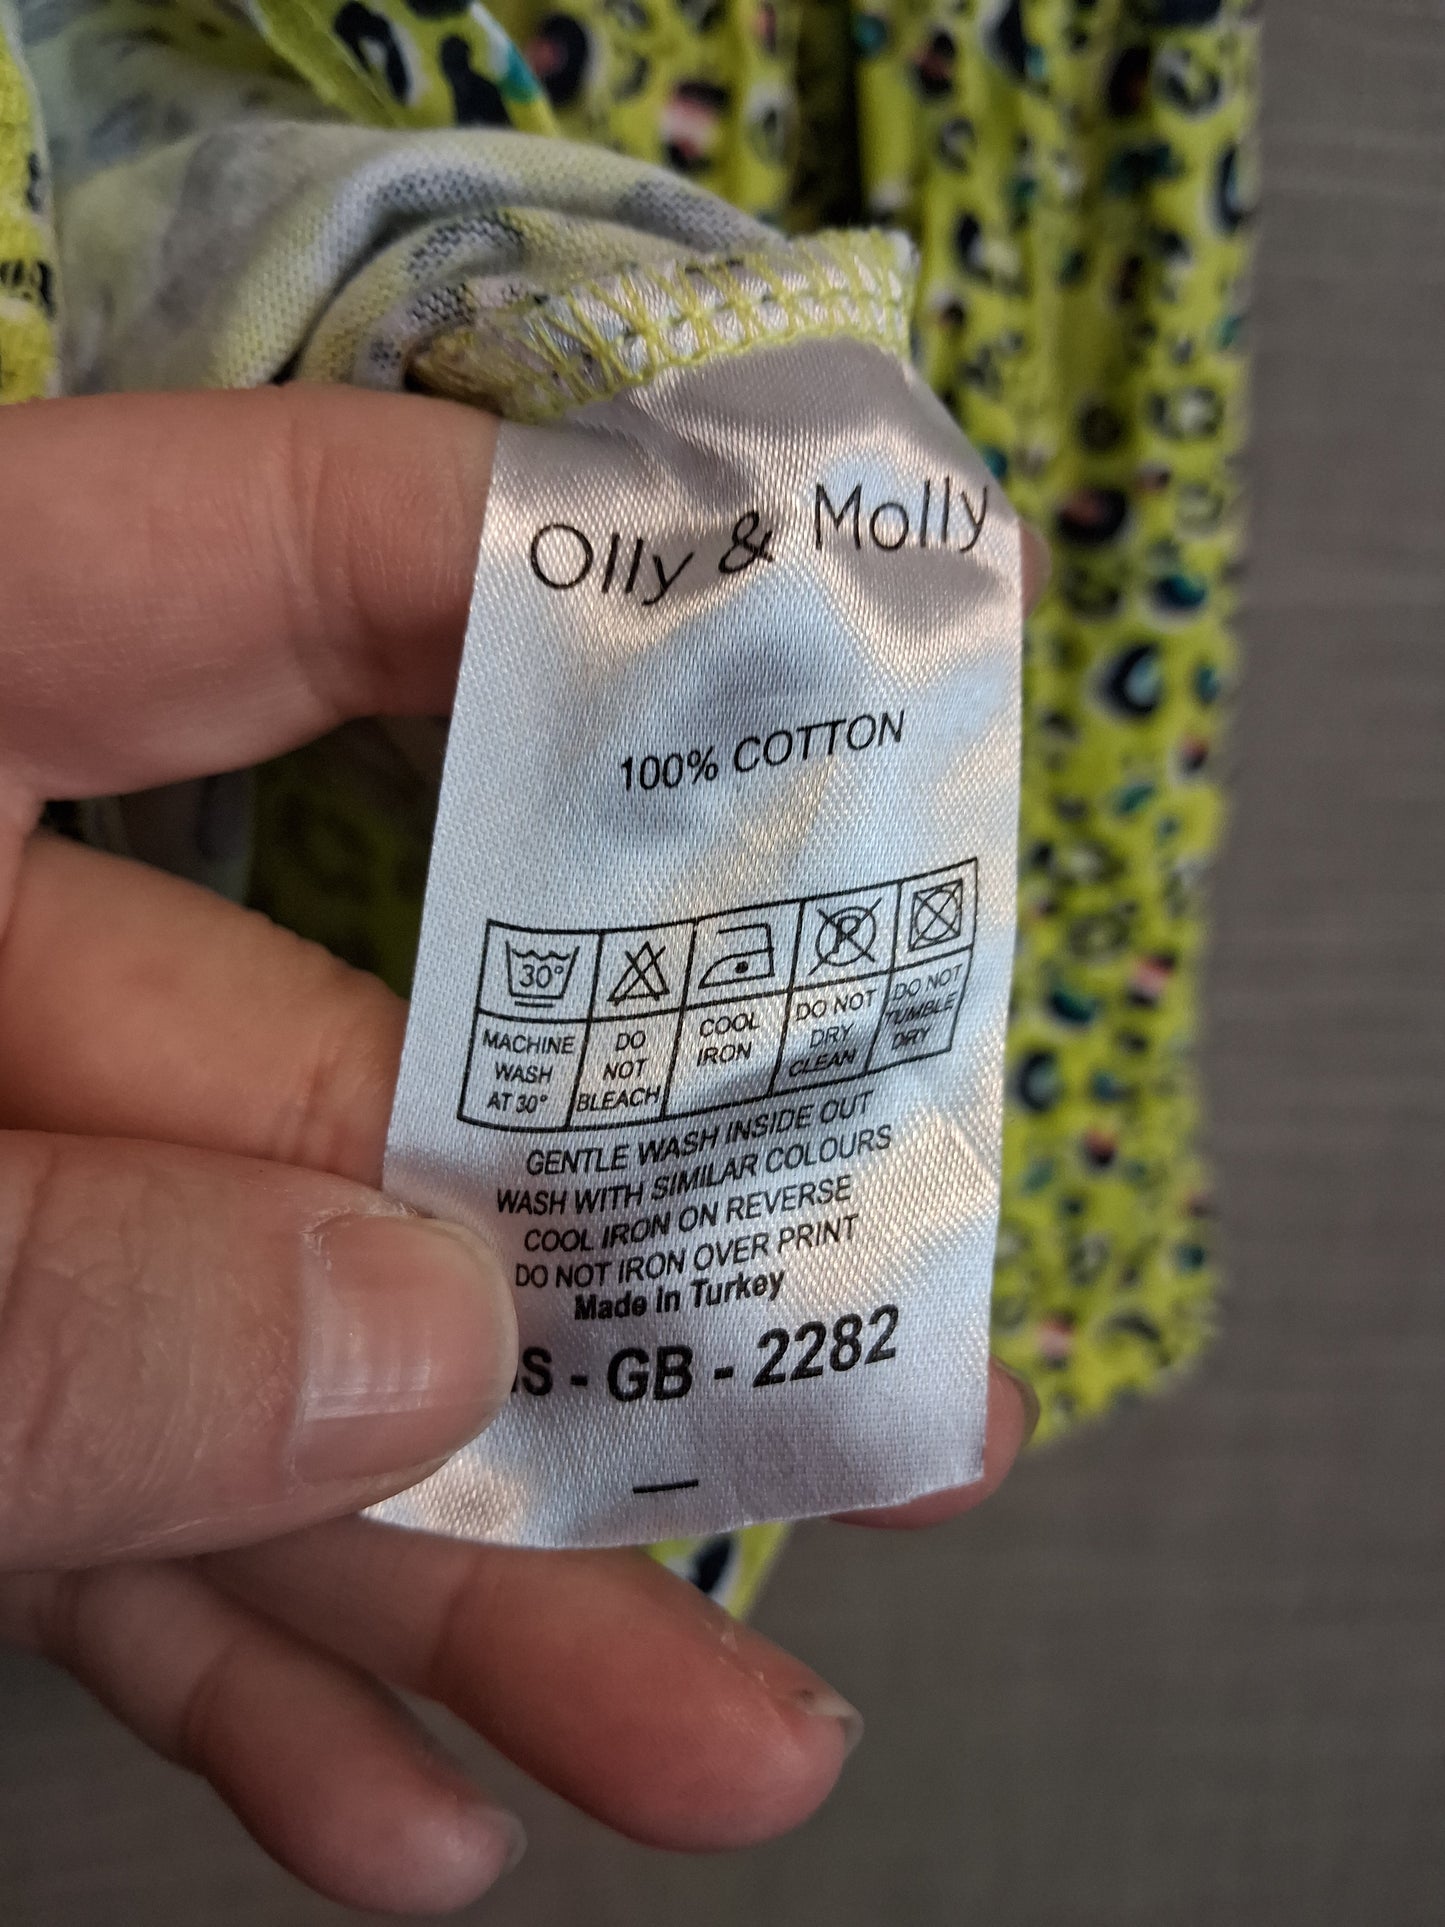 Olly & Molly
100% COTTON
30°
P
MACHINE WASH AT 30°
DO NOT BLEACH
COOL IRON
DO NOT DRY CLEAN
DO NOT TUMBLE DRY
GENTLE WASH INSIDE OUT
WASH WITH SIMILAR COLOURS
COOL IRON ON REVERSE
DO NOT IRON OVER PRINT
Made in Turkey
S - GB - 2282